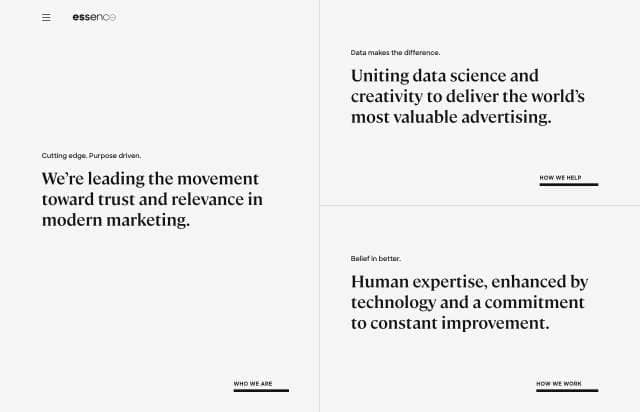 essence
Cutting edge. Purpose driven.
We’re leading the movement
toward trust and relevance in
modern marketing.
WHO WE ARE
Data makes the difference.
Uniting data science and
creativity to deliver the world’s
most valuable advertising.
HOW WE HELP
Belief in better.
Human expertise, enhanced by
technology and a commitment
to constant improvement.
HOW WE WORK